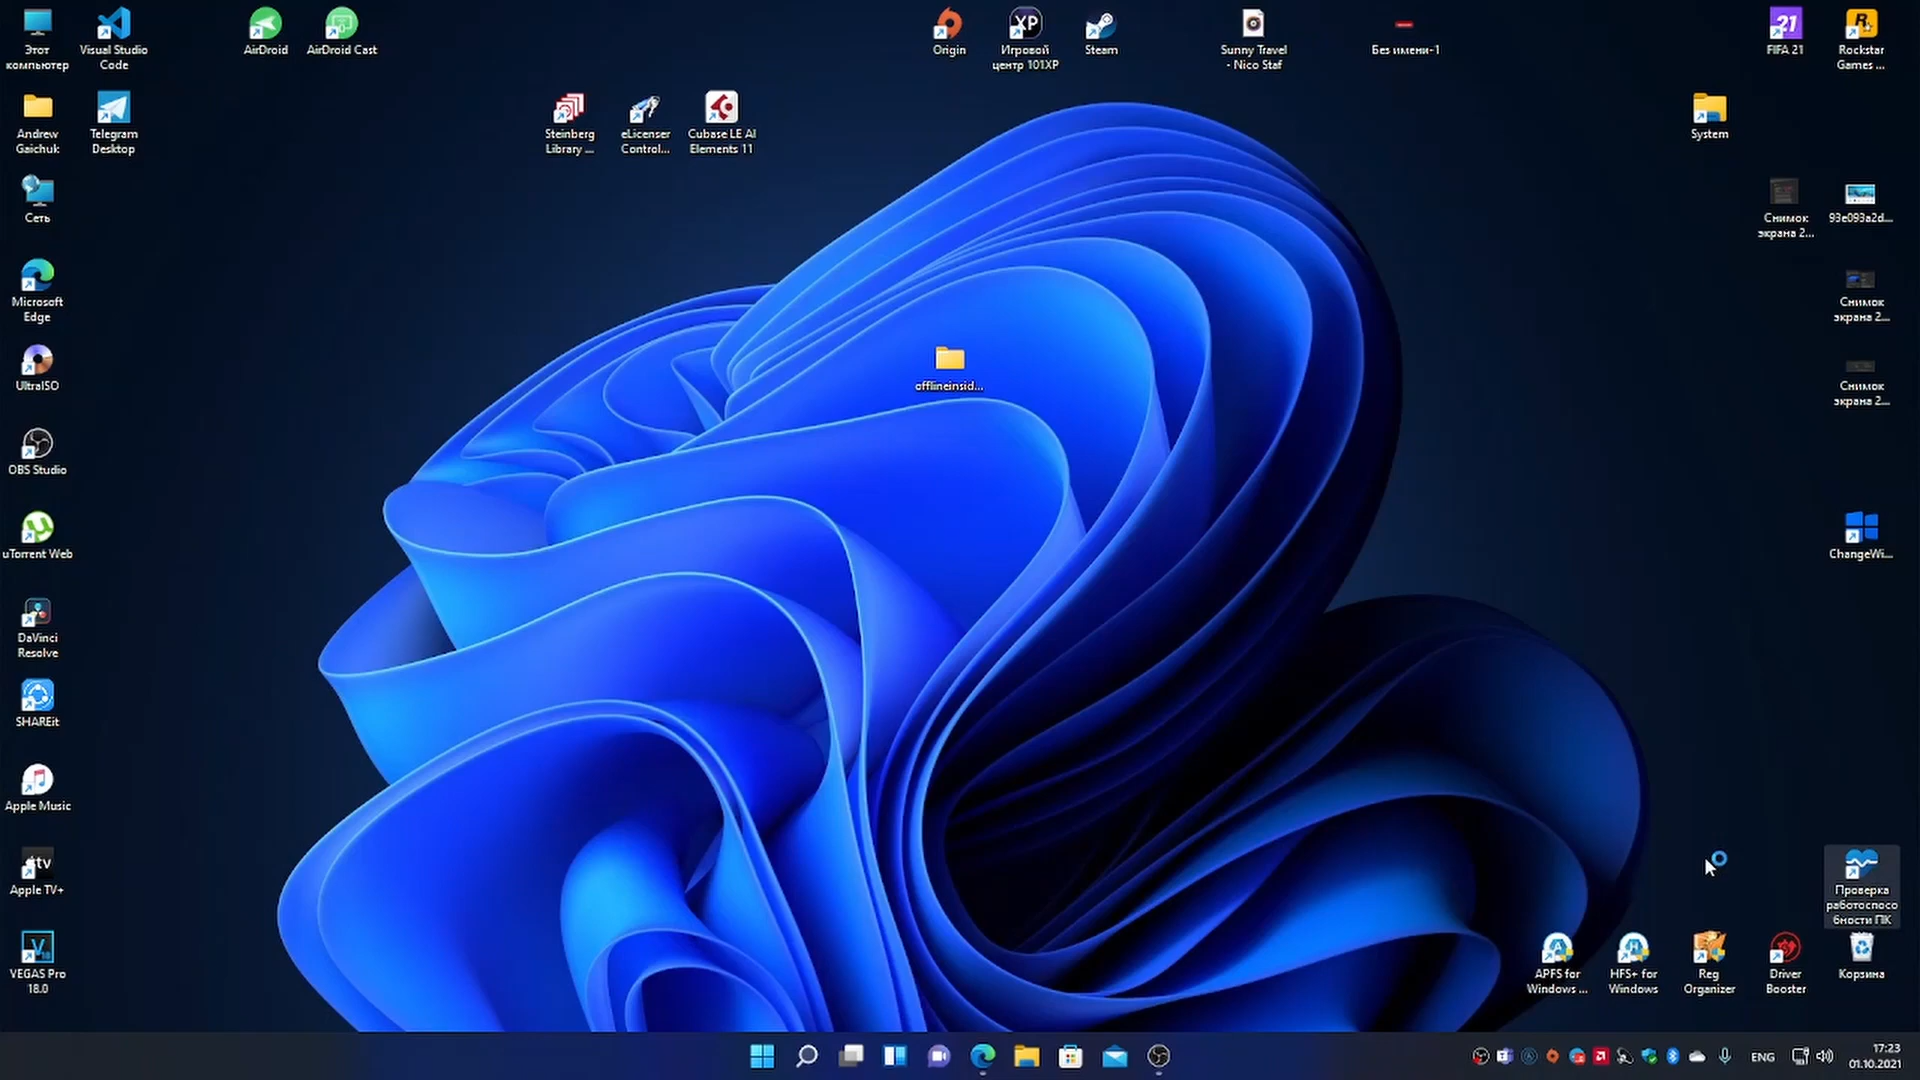 Этот
компьютер
Visual Studio
Code
AirDroid
AirDroid Cast
Origin
Игровой
центр 101XP
Steam
Sunny Travel
- Nico Staf
Без имени-1
FIFA 21
Rockstar
Games ...
Andrew
Gaichuk
Telegram
Desktop
Steinberg
Library ...
eLicenser
Control...
Cubase LE AI
Elements 11
System
Сеть
Снимок
экрана 2...
93e093a2d...
Microsoft
Edge
Снимок
экрана 2...
UltraISO
offlineinsid...
Снимок
экрана 2...
OBS Studio
uTorrent Web
ChangeWi...
DaVinci
Resolve
SHAREit
Apple Music
Apple TV+
Проверка
работоспосо
бности ПК
VEGAS Pro
18.0
APFS for
Windows ...
HFS+ for
Windows
Reg
Organizer
Driver
Booster
Корзина
ENG
17:23
01.10.2021